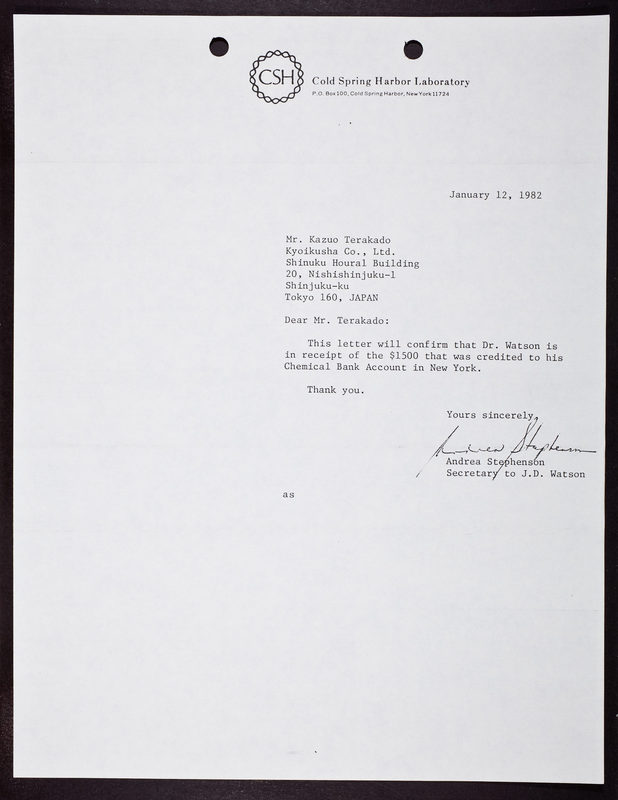 CSH
Cold Spring Harbor Laboratory
P.O. Box 100, Cold Spring Harbor, New York 11724
January 12, 1982
Mr. Kazuo Terakado
Kyoikusha Co., Ltd.
Shinuku Houral Building
20, Nishishinjuku-1
Shinjuku-ku
Tokyo 160, JAPAN
Dear Mr. Terakado:
This letter will confirm that Dr. Watson is
in receipt of the $1500 that was credited to his
Chemical Bank Account in New York.
Thank you.
Yours sincerely,
Andrea Stephenson
Andrea Stephenson
Secretary to J.D. Watson
as